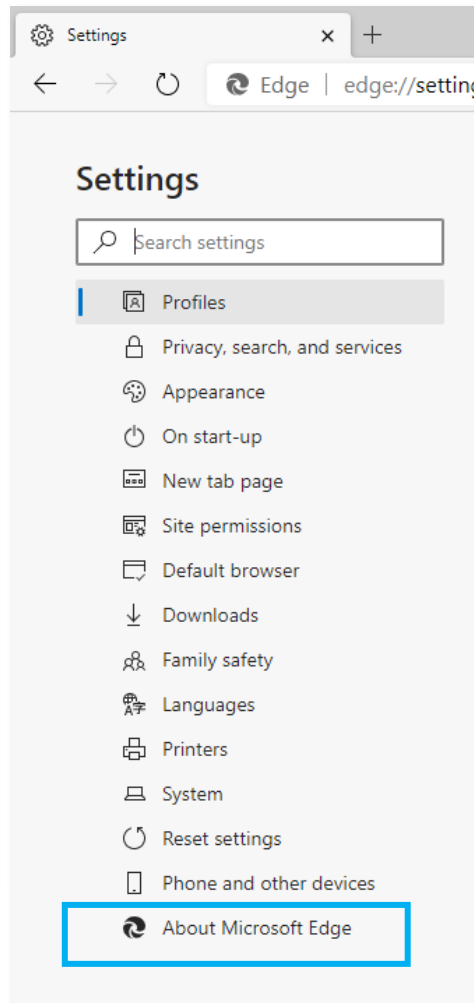 Settings
Edge | edge://setting
Settings
Search settings
Profiles
Privacy, search, and services
Appearance
On start-up
New tab page
Site permissions
Default browser
Downloads
Family safety
Languages
Printers
System
Reset settings
Phone and other devices
About Microsoft Edge